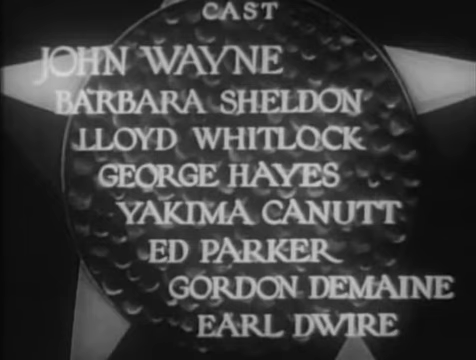 CAST
JOHN WAYNE
BARBARA SHELDON
LLOYD WHITLOCK
GEORGE HAYES
YAKIMA CANUTT
ED PARKER
GORDON DEMAINE
EARL DWIRE